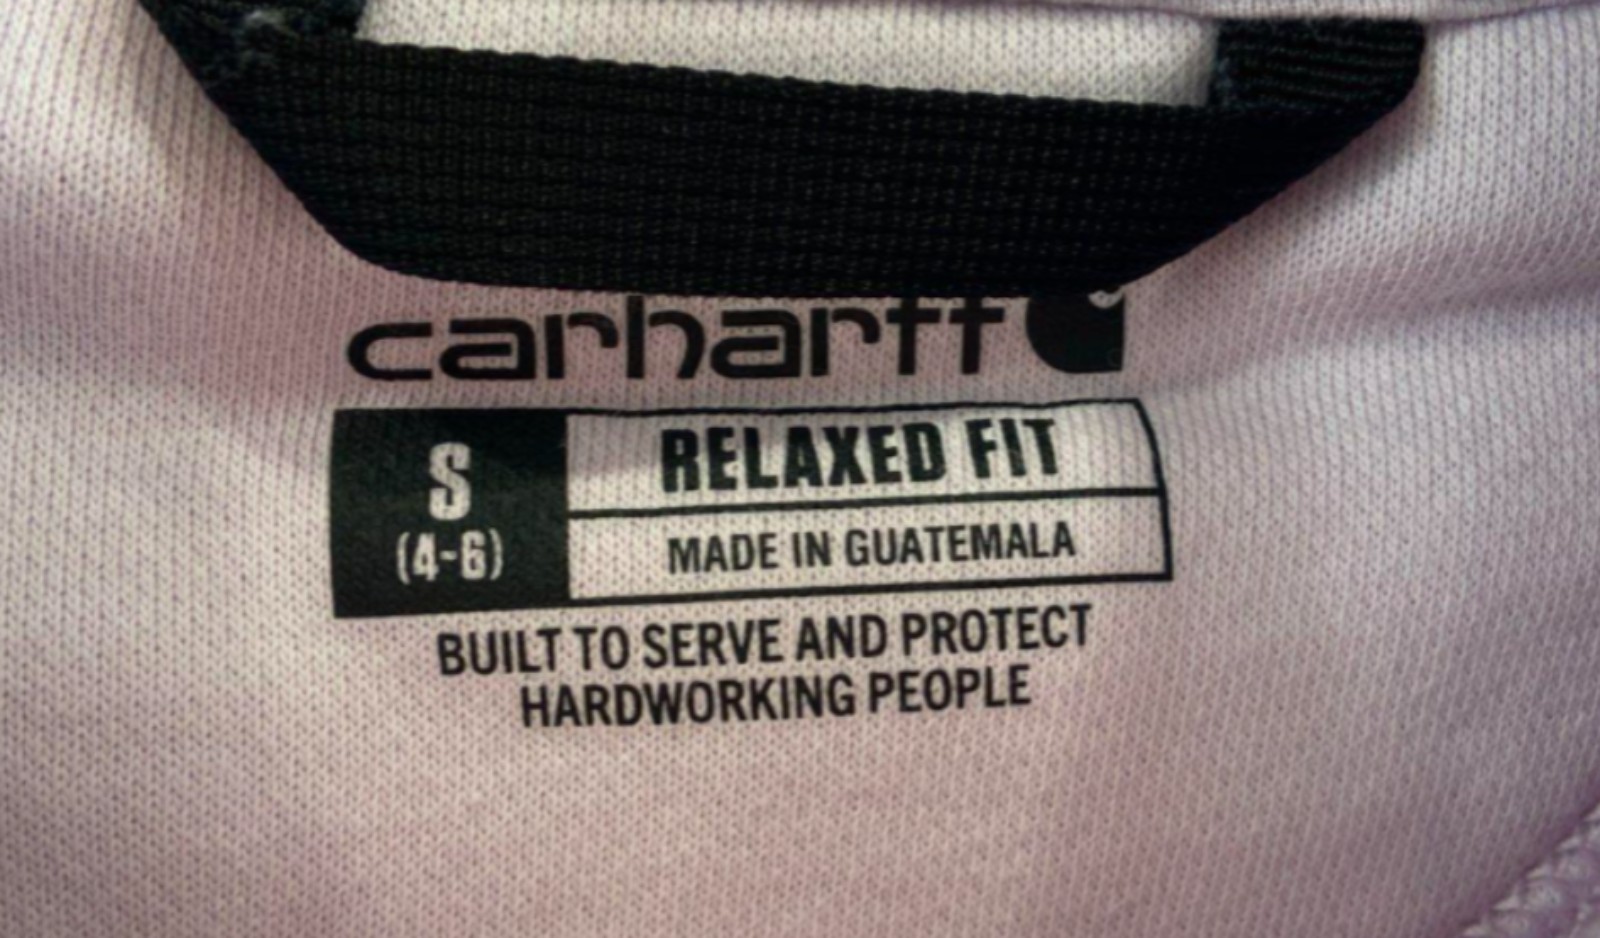 carhartt
S
(4-6)
RELAXED FIT
MADE IN GUATEMALA
BUILT TO SERVE AND PROTECT
HARDWORKING PEOPLE